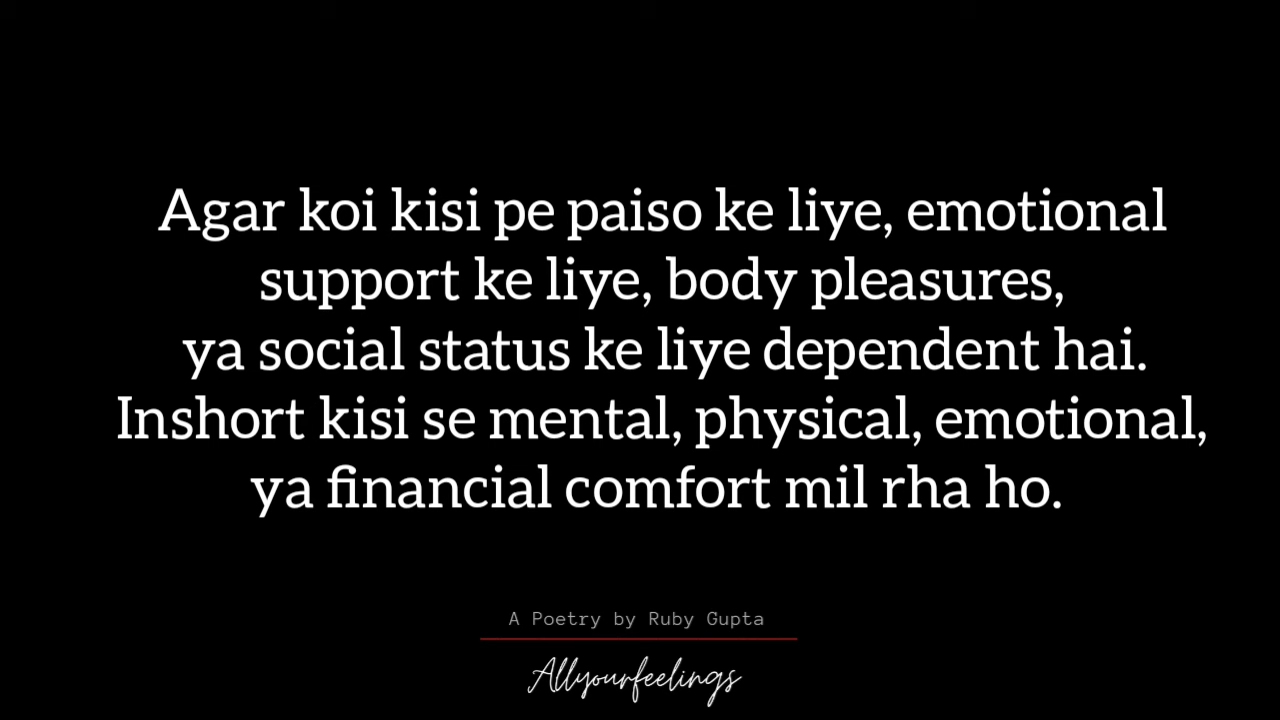 Agar koi kisi pe paiso ke liye, emotional
support ke liye, body pleasures,
ya social status ke liye dependent hai.
Inshort kisi se mental, physical, emotional,
ya financial comfort mil rha ho.
A Poetry by Ruby Gupta
Allyourfeelings